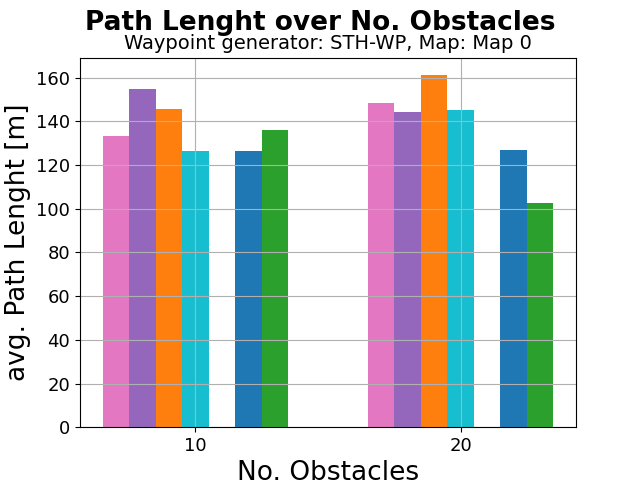 Path Lenght over No. Obstacles
Waypoint generator: STH-WP, Map: Map 0
avg. Path Lenght [m]
160
140
120
100
80
60
40
20
0
10 20
No. Obstacles